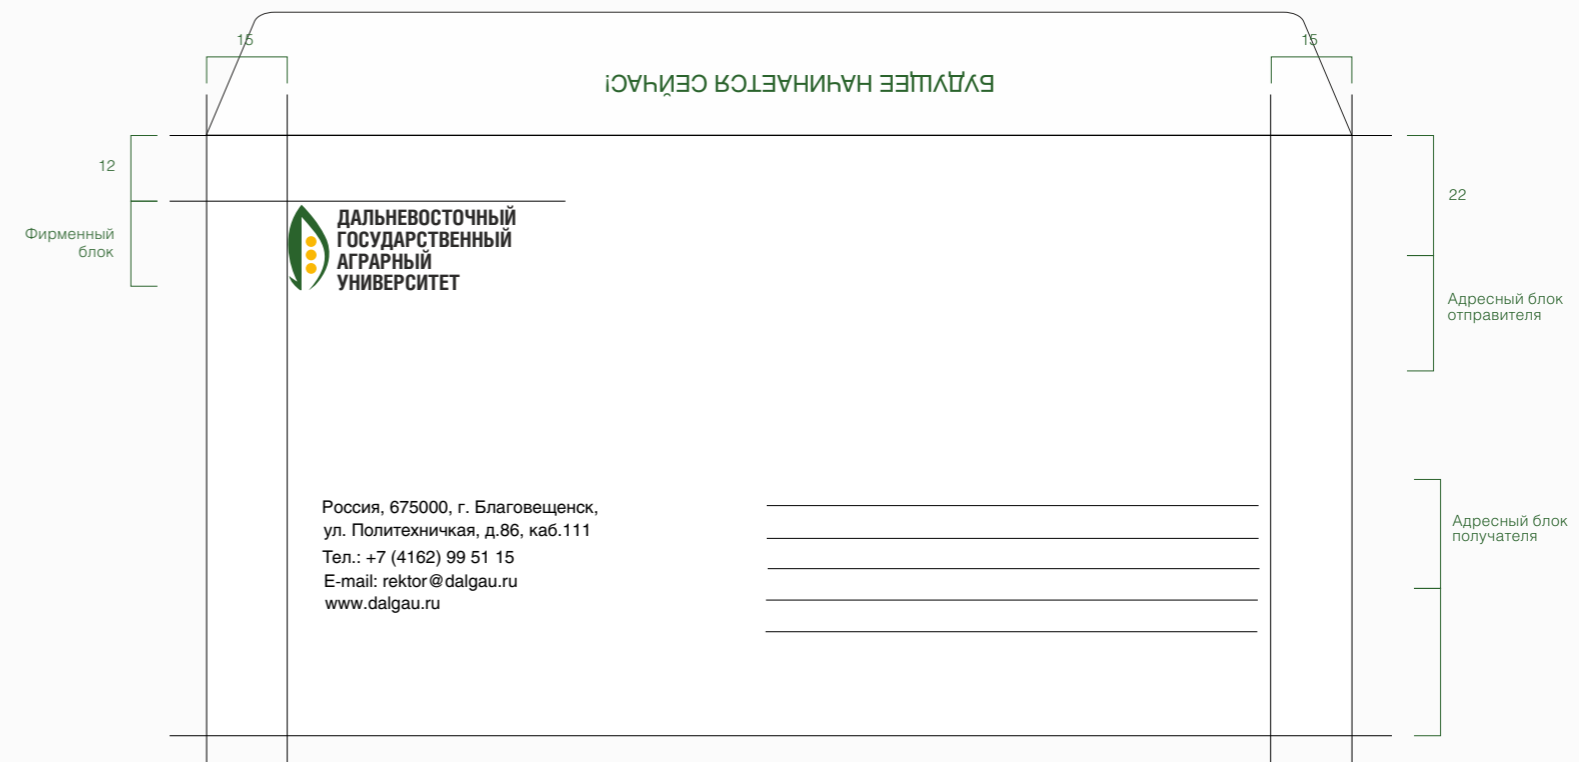 15
15
БУДУЩЕЕ НАЧИНАЕТСЯ СЕЙЧАС!
12
22
Фирменный
блок
ДАЛЬНЕВОСТОЧНЫЙ
ГОСУДАРСТВЕННЫЙ
АГРАРНЫЙ
УНИВЕРСИТЕТ
Адресный блок
отправителя
Россия, 675000, г. Благовещенск,
ул. Политехничкая, д.86, каб.111
Тел.: +7 (4162) 99 51 15
E-mail: rektor@dalgau.ru
www.dalgau.ru
Адресный блок
получателя